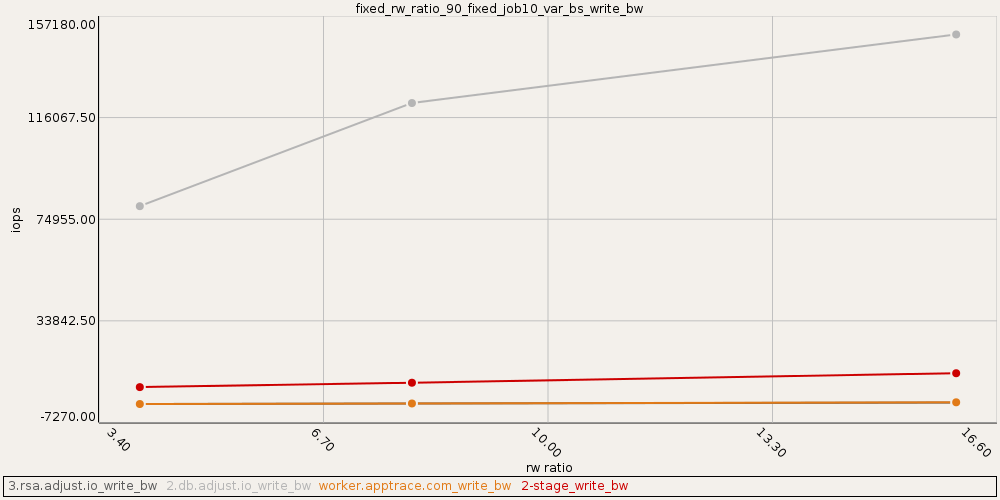 fixed_rw_ratio_90_fixed_job10_var_bs_write_bw
157180.00
116067.50
74955.00
33842.50
-7270.00
iops
3.40
6.70
10.00
13.30
16.60
rw ratio
3.rsa.adjust.io_write_bw 2.db.adjust.io_write_bw worker.apptrace.com_write_bw 2-stage_write_bw